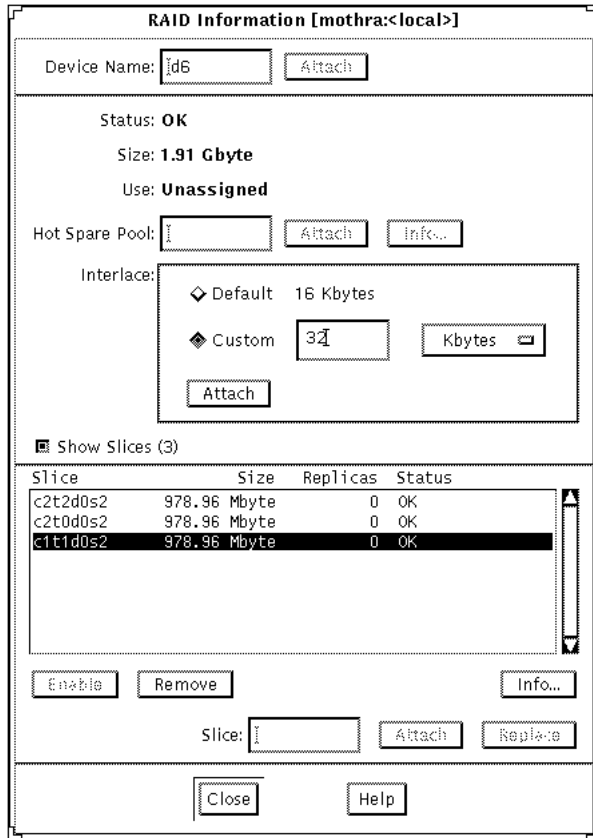 RAID Information [mothra:<local>]
Device Name: d6 Attach
Status: OK
Size: 1.91 Gbyte
Use: Unassigned
Hot Spare Pool: Attach Info...
Interlace:
Default 16 Kbytes
Custom 32 Kbytes
Attach
Show Slices (3)
Slice Size Replicas Status
c2t2d0s2 978.96 Mbyte 0 OK
c2t0d0s2 978.96 Mbyte 0 OK
c1t1d0s2 978.96 Mbyte 0 OK
Enable Remove Info...
Slice: Attach Replace
Close Help